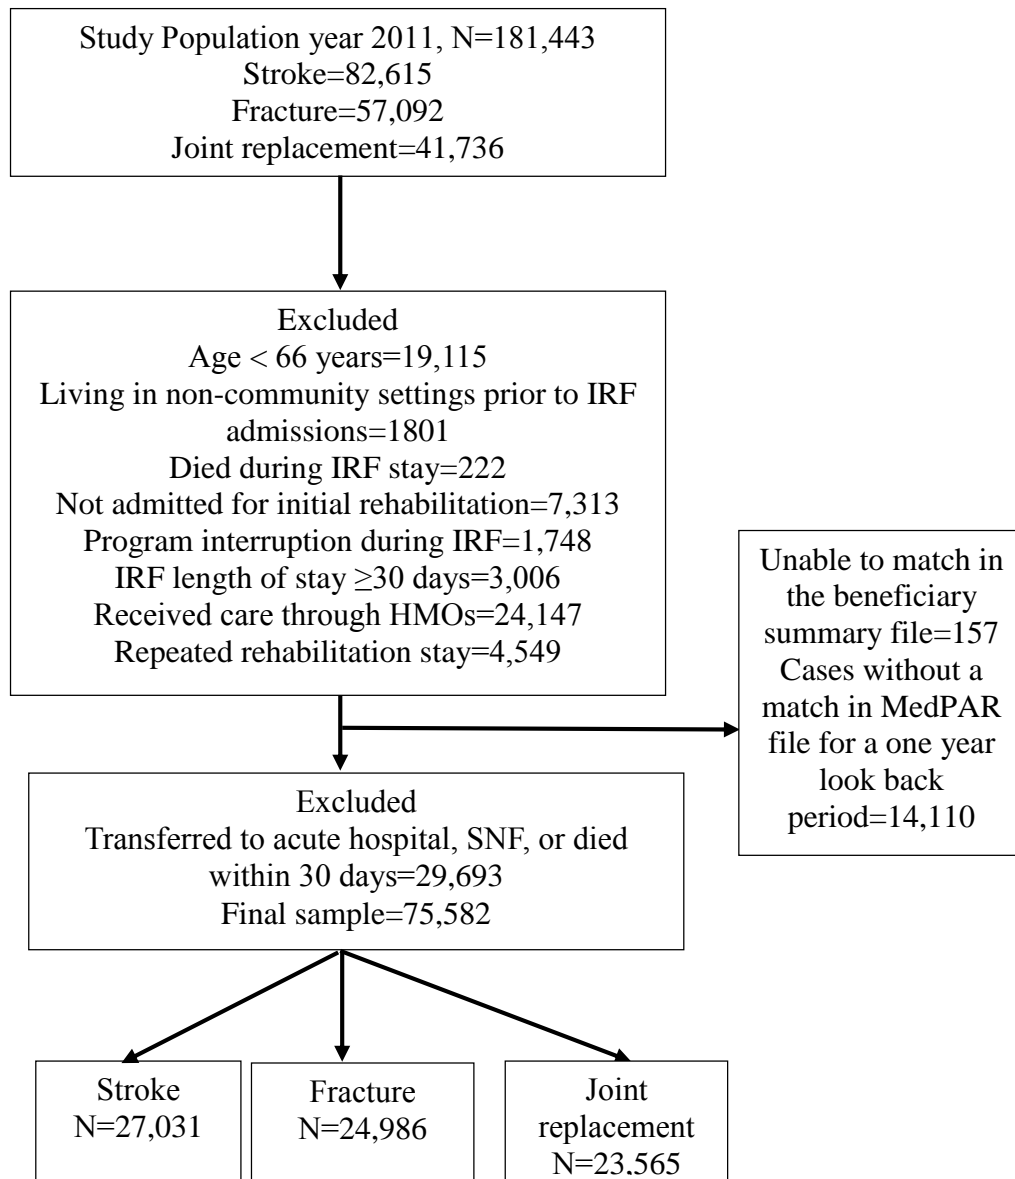 Study Population year 2011, N=181,443
Stroke=82,615
Fracture=57,092
Joint replacement=41,736
Excluded
Age < 66 years=19,115
Living in non-community settings prior to IRF
admissions=1801
Died during IRF stay=222
Not admitted for initial rehabilitation=7,313
Program interruption during IRF=1,748
IRF length of stay ≥30 days=3,006
Received care through HMOs=24,147
Repeated rehabilitation stay=4,549
Unable to match in
the beneficiary
summary file=157
Cases without a
match in MedPAR
file for a one year
look back
period=14,110
Excluded
Transferred to acute hospital, SNF, or died
within 30 days=29,693
Final sample=75,582
Stroke
N=27,031
Fracture
N=24,986
Joint
replacement
N=23,565